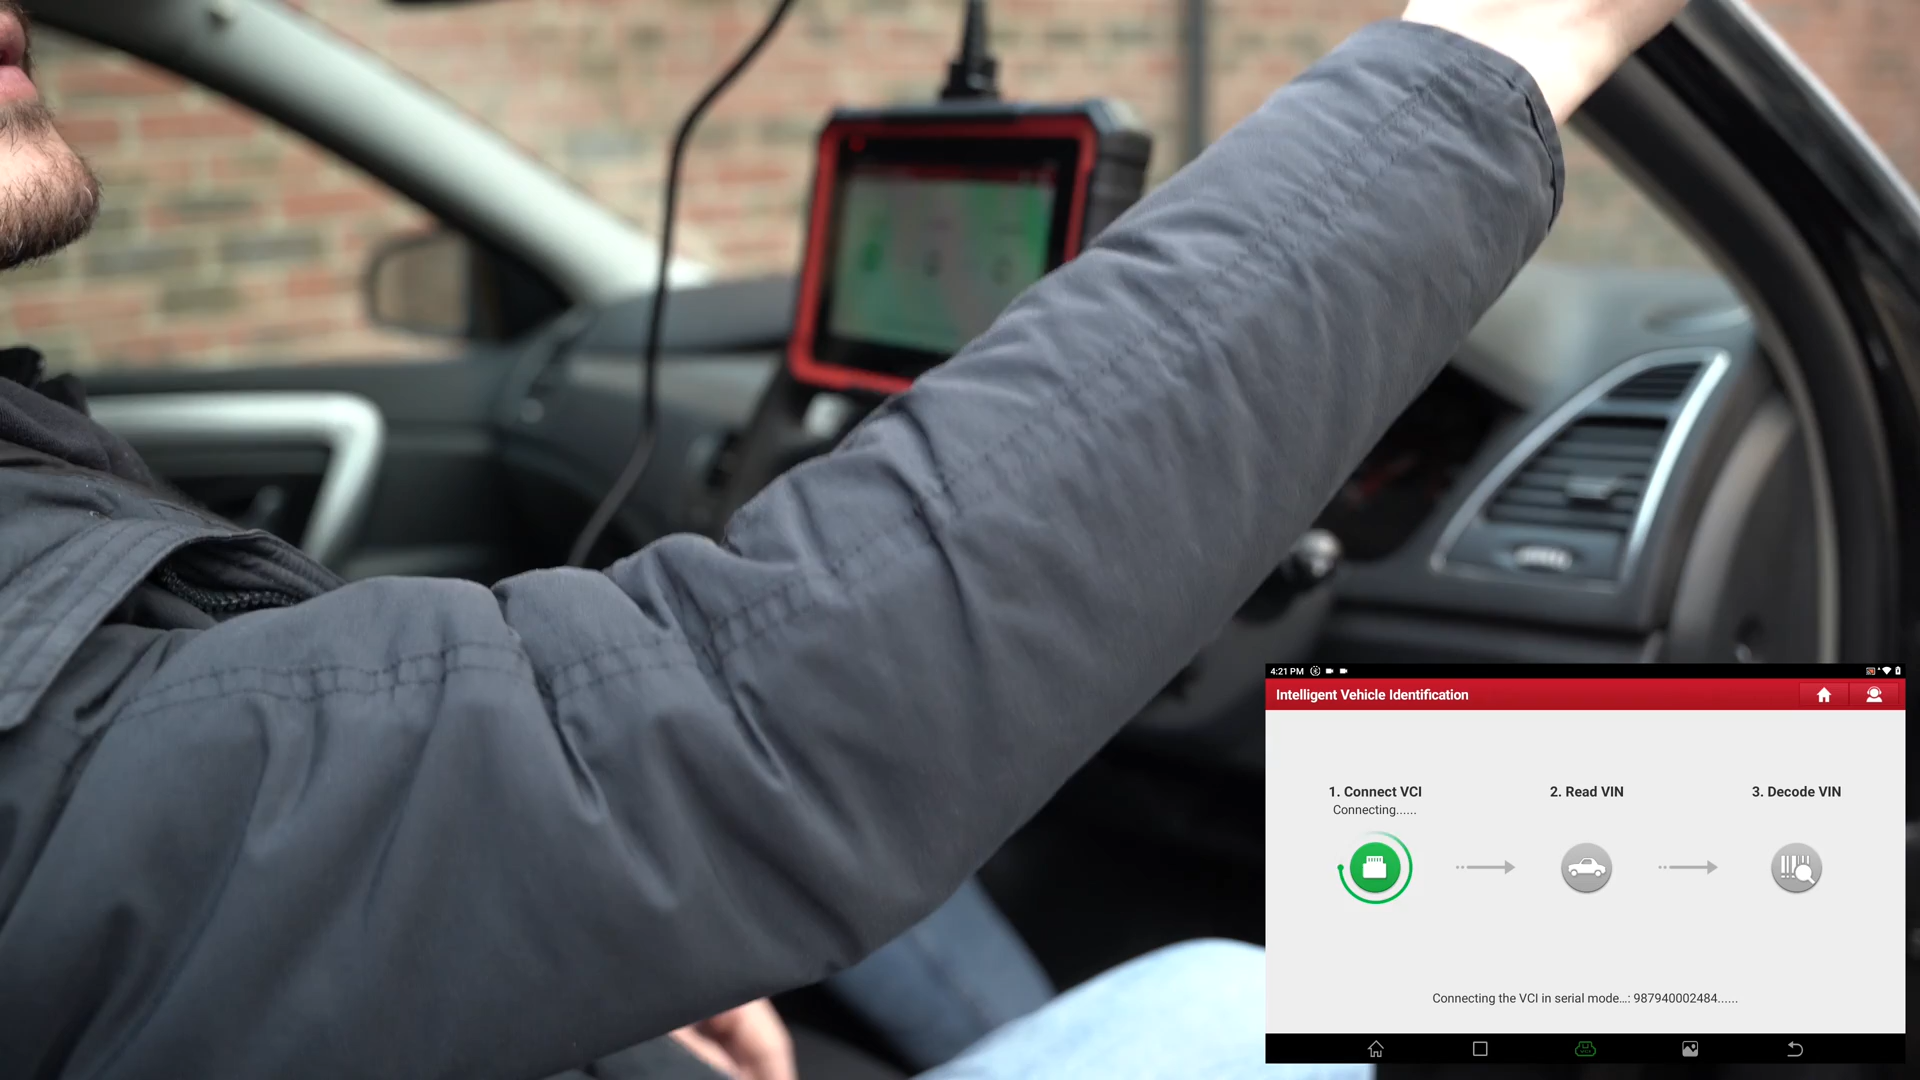 4:21 PM
Intelligent Vehicle Identification
1. Connect VCI
Connecting......
2. Read VIN
3. Decode VIN
Connecting the VCI in serial mode...: 987940002484......